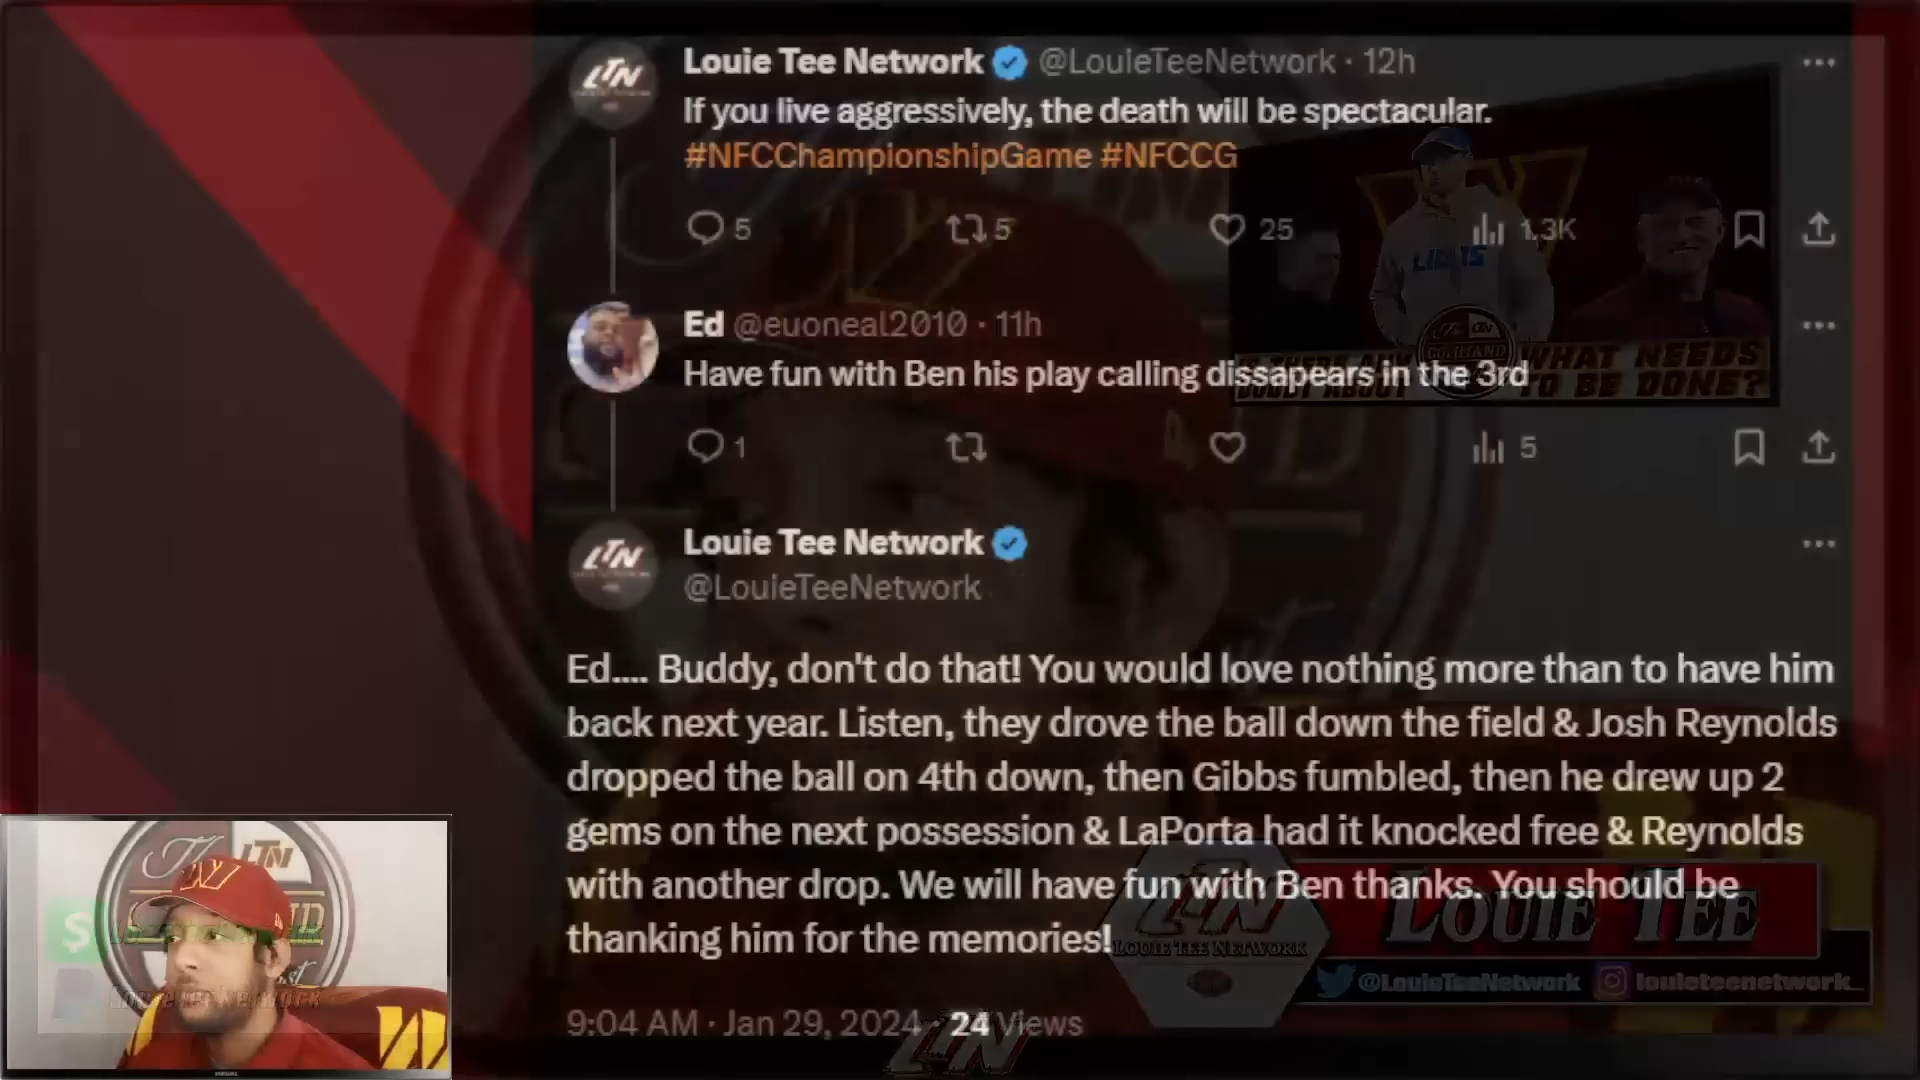 Louie Tee Network @LouieTeeNetwork · 12h
If you live aggressively, the death will be spectacular.
#NFCChampionshipGame #NFCCG
5 5 25 1.3K
Ed @euoneal2010 · 11h
Have fun with Ben his play calling dissapears in the 3rd
1 5
Louie Tee Network
@LouieTeeNetwork
Ed.... Buddy, don't do that! You would love nothing more than to have him
back next year. Listen, they drove the ball down the field & Josh Reynolds
dropped the ball on 4th down, then Gibbs fumbled, then he drew up 2
gems on the next possession & LaPorta had it knocked free & Reynolds
with another drop. We will have fun with Ben thanks. You should be
thanking him for the memories!
9:04 AM · Jan 29, 2024 · 24 Views
LIONS
WHAT NEEDS
TO BE DONE?
LTN
LOUIE TEE NETWORK
LOUIE TEE
@LouieTeeNetwork louieteenetwork_
LTN
LTN